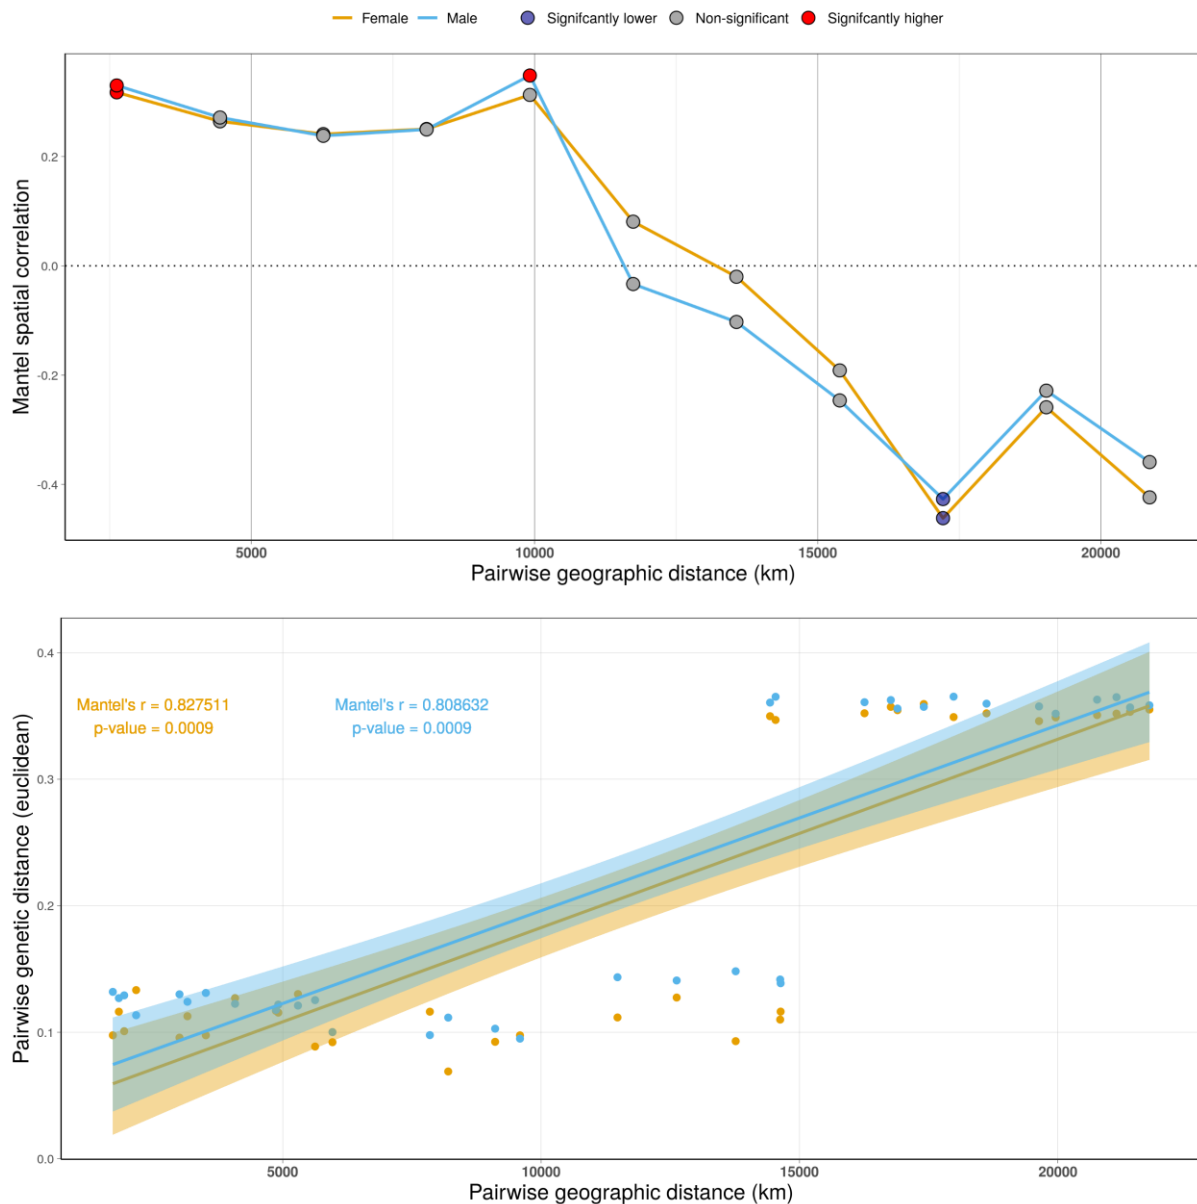 Female Male Signifcantly lower Non-significant Signifcantly higher
Mantel spatial correlation
0.2
0.0
-0.2
-0.4
5000 10000 15000 20000
Pairwise geographic distance (km)
Pairwise genetic distance (euclidean)
0.4
0.3
0.2
0.1
0.0
Mantel's r = 0.827511 Mantel's r = 0.808632
p-value = 0.0009 p-value = 0.0009
5000 10000 15000 20000
Pairwise geographic distance (km)